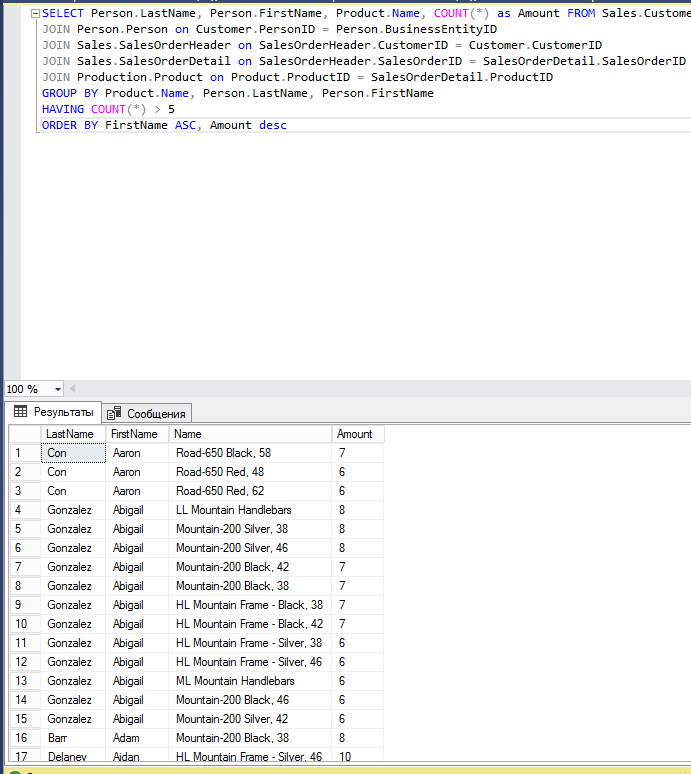 SELECT Person.LastName, Person.FirstName, Product.Name, COUNT(*) as Amount FROM Sales.Custome
JOIN Person.Person on Customer.PersonID = Person.BusinessEntityID
JOIN Sales.SalesOrderHeader on SalesOrderHeader.CustomerID = Customer.CustomerID
JOIN Sales.SalesOrderDetail on SalesOrderHeader.SalesOrderID = SalesOrderDetail.SalesOrderID
JOIN Production.Product on Product.ProductID = SalesOrderDetail.ProductID
GROUP BY Product.Name, Person.LastName, Person.FirstName
HAVING COUNT(*) > 5
ORDER BY FirstName ASC, Amount desc
100 %
Результаты Сообщения
LastName FirstName Name Amount
1 Con Aaron Road-650 Black, 58 7
2 Con Aaron Road-650 Red, 48 6
3 Con Aaron Road-650 Red, 62 6
4 Gonzalez Abigail LL Mountain Handlebars 8
5 Gonzalez Abigail Mountain-200 Silver, 38 8
6 Gonzalez Abigail Mountain-200 Silver, 46 8
7 Gonzalez Abigail Mountain-200 Black, 42 7
8 Gonzalez Abigail Mountain-200 Black, 38 7
9 Gonzalez Abigail HL Mountain Frame - Black, 38 7
10 Gonzalez Abigail HL Mountain Frame - Black, 42 7
11 Gonzalez Abigail HL Mountain Frame - Silver, 38 6
12 Gonzalez Abigail HL Mountain Frame - Silver, 46 6
13 Gonzalez Abigail ML Mountain Handlebars 6
14 Gonzalez Abigail Mountain-200 Black, 46 6
15 Gonzalez Abigail Mountain-200 Silver, 42 6
16 Barr Adam Mountain-200 Black, 38 8
17 Delaney Aidan HL Mountain Frame - Silver, 46 10